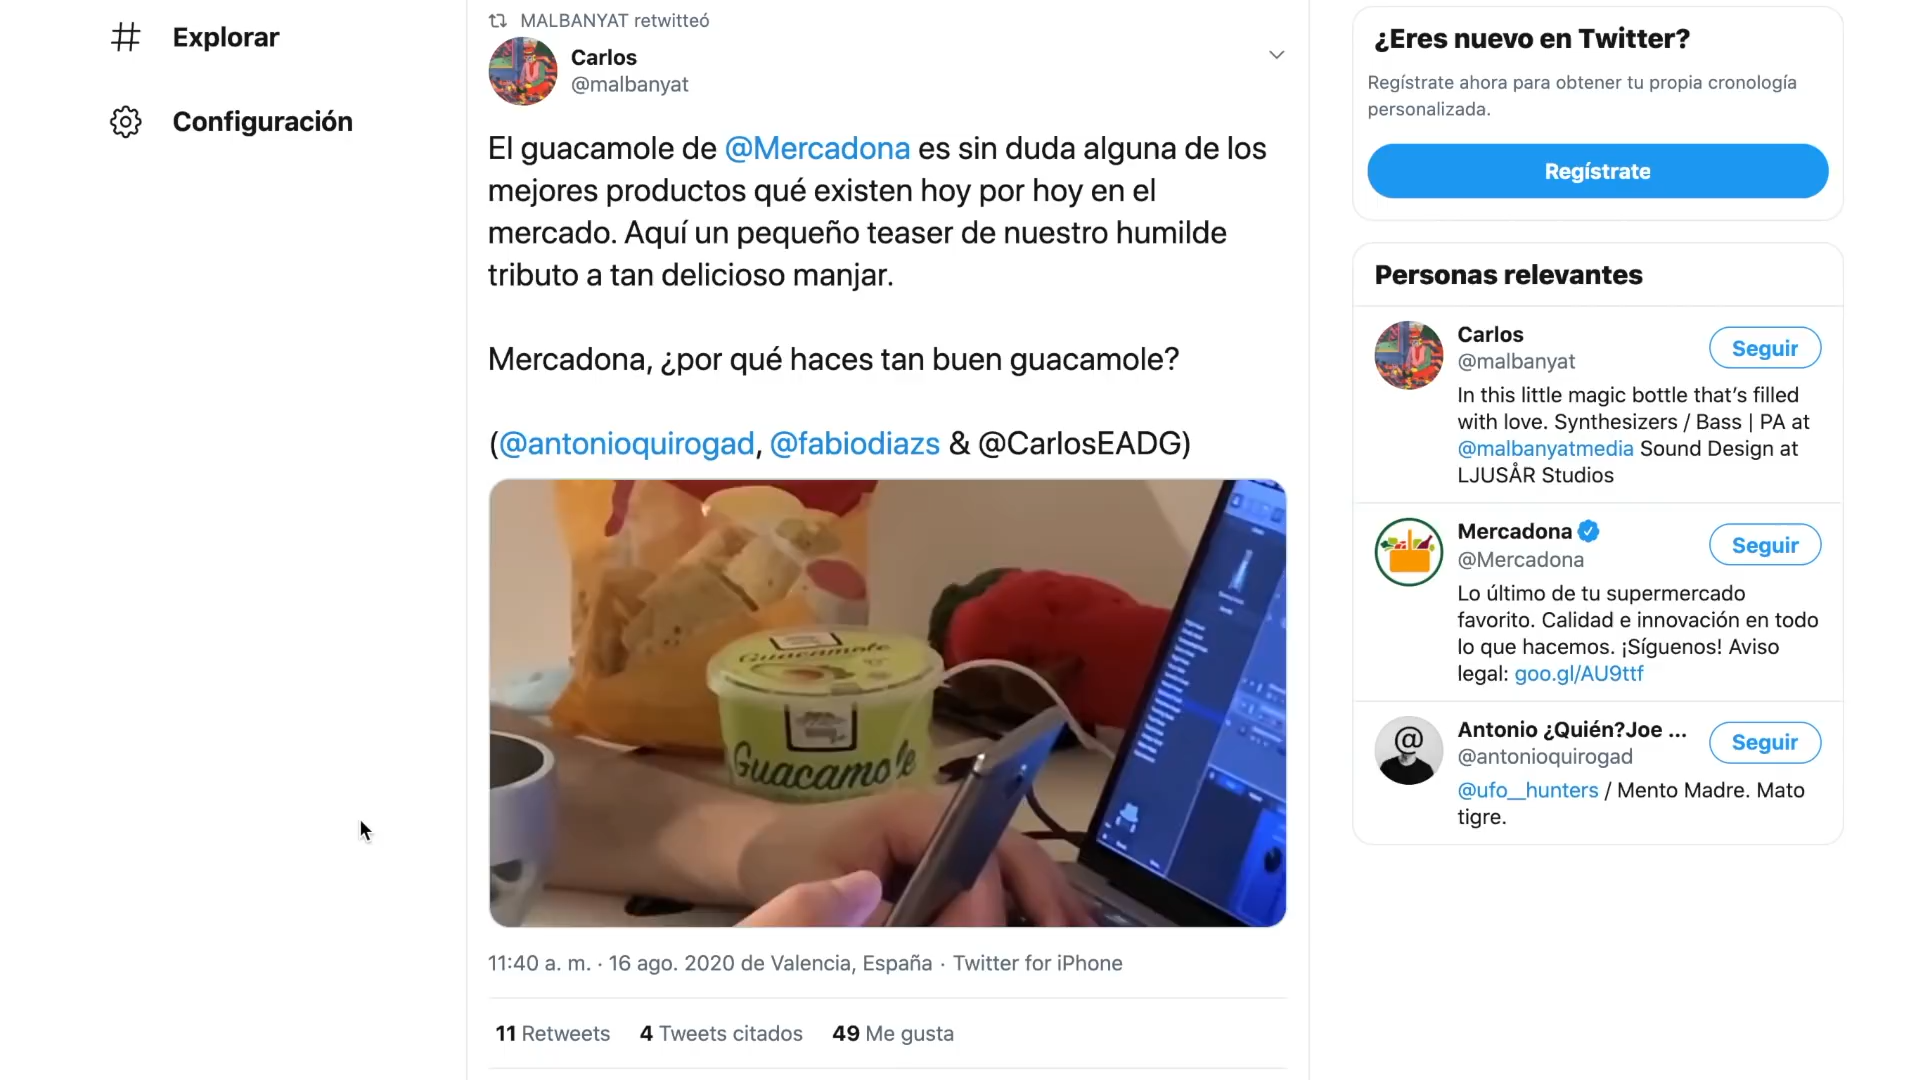 Explorar
Configuración
MALBANYAT retwitteó
Carlos
@malbanyat
El guacamole de @Mercadona es sin duda alguna de los
mejores productos qué existen hoy por hoy en el
mercado. Aquí un pequeño teaser de nuestro humilde
tributo a tan delicioso manjar.
Mercadona, ¿por qué haces tan buen guacamole?
(@antonioquirogad, @fabiodiazs & @CarlosEADG)
Guacamole
Guacamole
11:40 a. m. · 16 ago. 2020 de Valencia, España · Twitter for iPhone
11 Retweets 4 Tweets citados 49 Me gusta
¿Eres nuevo en Twitter?
Regístrate ahora para obtener tu propia cronología
personalizada.
Regístrate
Personas relevantes
Carlos
@malbanyat
Seguir
In this little magic bottle that’s filled
with love. Synthesizers / Bass | PA at
@malbanyatmedia Sound Design at
LJUSÅR Studios
Mercadona
@Mercadona
Seguir
Lo último de tu supermercado
favorito. Calidad e innovación en todo
lo que hacemos. ¡Síguenos! Aviso
legal: goo.gl/AU9ttf
Antonio ¿Quién?Joe ...
@antonioquirogad
Seguir
@ufo__hunters / Mento Madre. Mato
tigre.